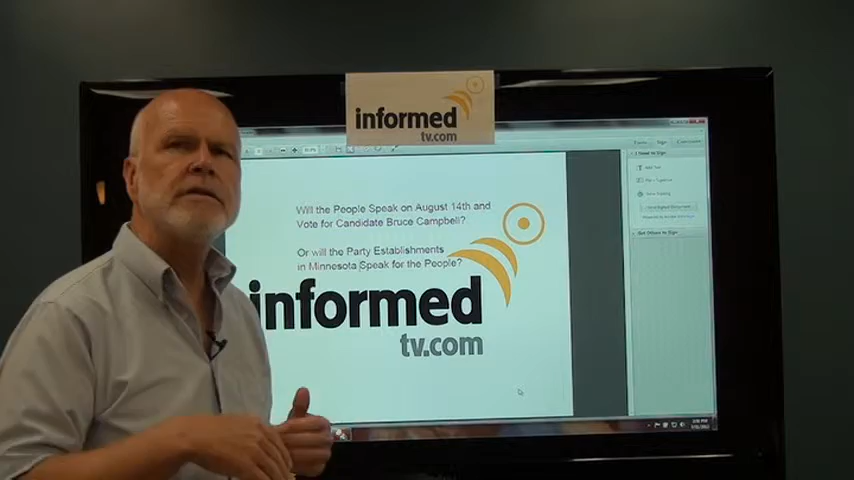 informed
tv.com
Sign
Will the People Speak on August 14th and
Vote for Candidate Bruce Campbell?
Or will the Party Establishments
in Minnesota Speak for the People?
informed
tv.com